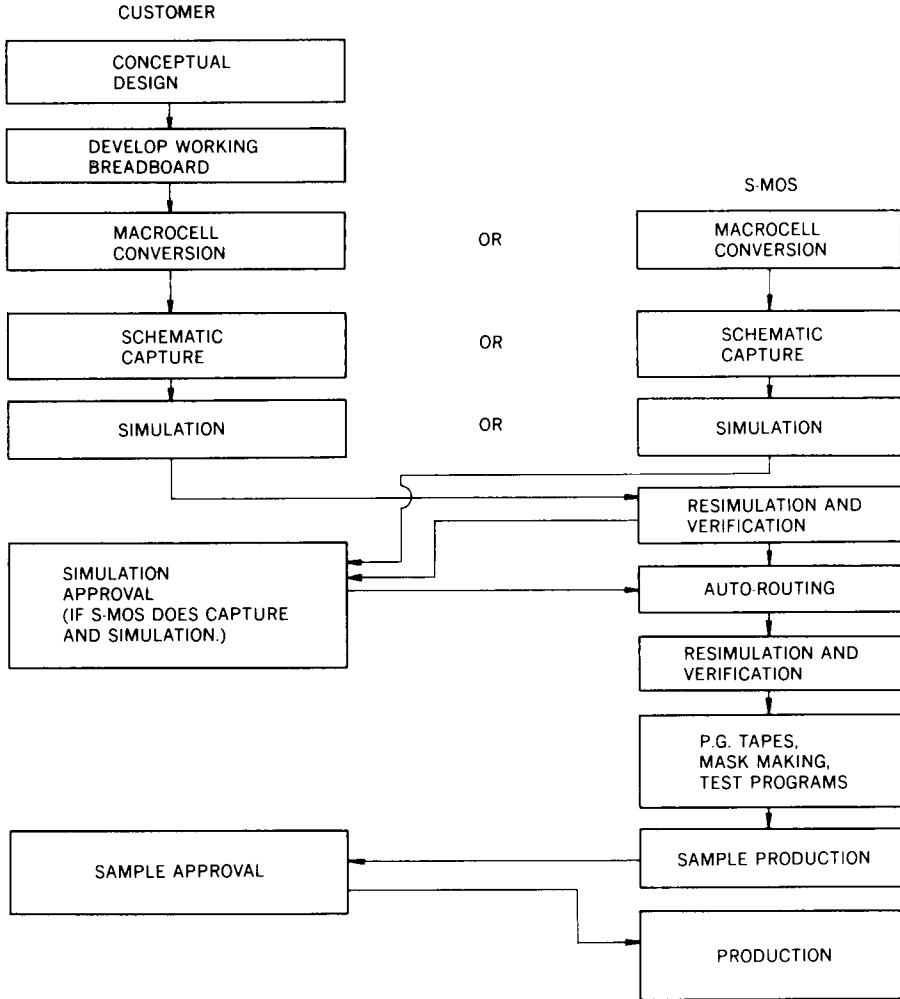 CUSTOMER
CONCEPTUAL
DESIGN
DEVELOP WORKING
BREADBOARD
S-MOS
MACROCELL
CONVERSION
OR
MACROCELL
CONVERSION
SCHEMATIC
CAPTURE
OR
SCHEMATIC
CAPTURE
SIMULATION
OR
SIMULATION
RESIMULATION AND
VERIFICATION
SIMULATION
APPROVAL
(IF S-MOS DOES CAPTURE
AND SIMULATION.)
AUTO-ROUTING
RESIMULATION AND
VERIFICATION
P.G. TAPES,
MASK MAKING,
TEST PROGRAMS
SAMPLE APPROVAL
SAMPLE PRODUCTION
PRODUCTION